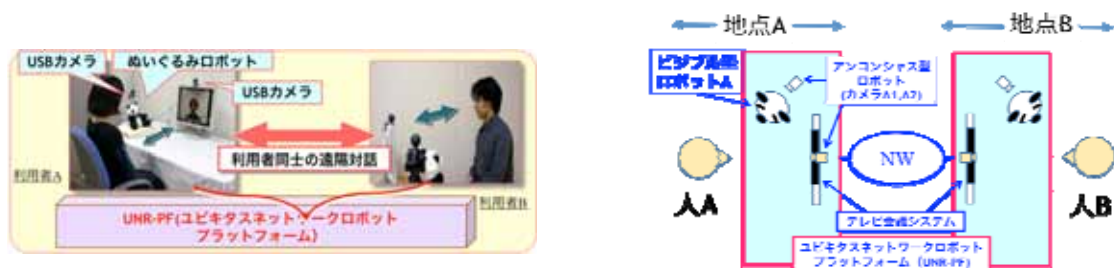 USBカメラ
ぬいぐるみロボット
USBカメラ
利用者同士の遠隔対話
利用者A
利用者B
UNR-PF(ユビキタスネットワークロボット
プラットフォーム)
地点A
地点B
ビジブル型
ロボットA
アンコンシャス型
ロボット
(カメラA1,A2)
NW
人A
人B
テレビ会議システム
ユビキタスネットワークロボット
プラットフォーム (UNR-PF)